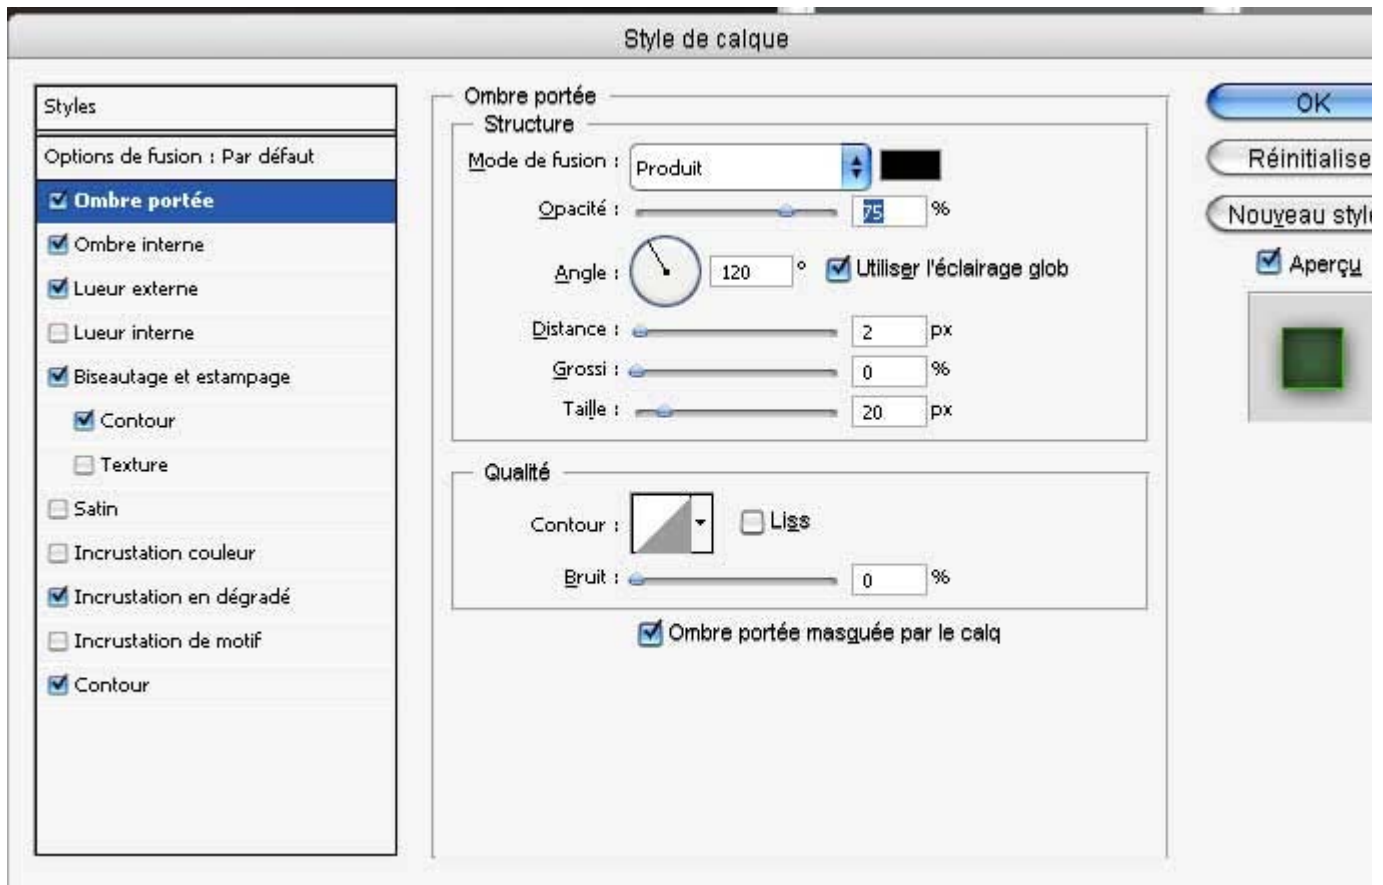 Style de calque
Styles
Options de fusion : Par défaut
Ombre portée
Ombre interne
Lueur externe
Lueur interne
Biseautage et estampage
Contour
Texture
Satin
Incrustation couleur
Incrustation en dégradé
Incrustation de motif
Contour
Ombre portée
Structure
Mode de fusion : Produit
Opacité : 75 %
Angle : 120 ° Utiliser l'éclairage glob
Distance : 2 px
Grossi : 0 %
Taille : 20 px
Qualité
Contour : Liss
Bruit : 0 %
Ombre portée masquée par le calq
OK
Réinitialise
Nouveau style
Aperçu